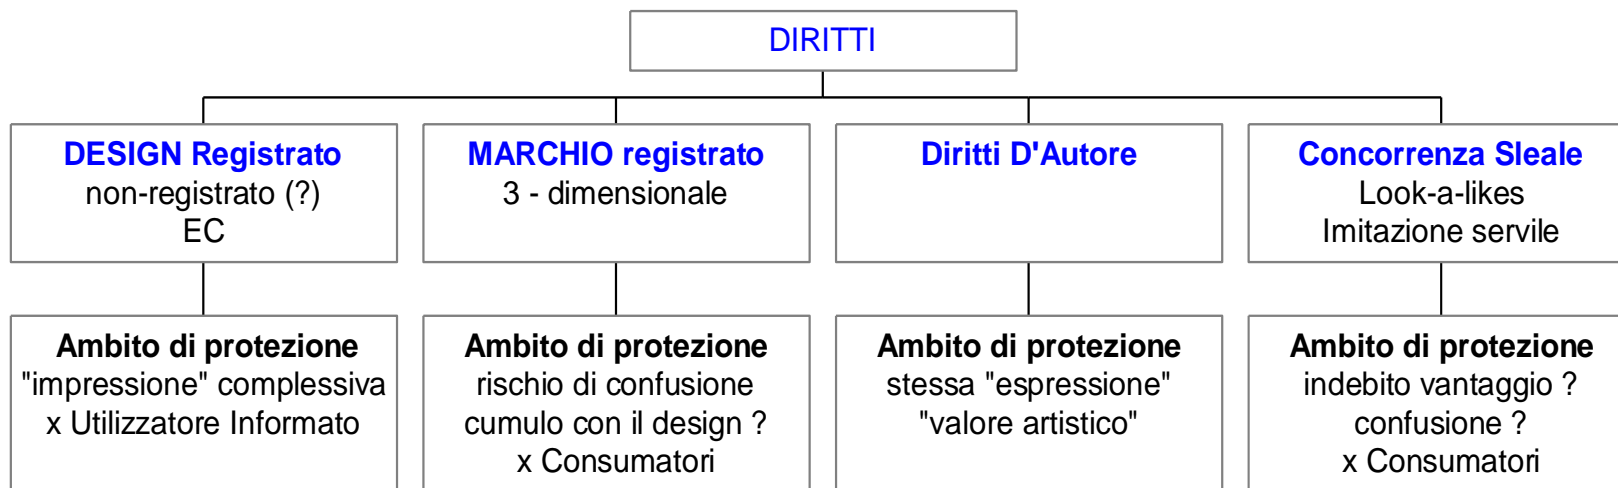 DIRITTI
DESIGN Registrato
non-registrato (?)
EC
MARCHIO registrato
3 - dimensionale
Diritti D'Autore
Concorrenza Sleale
Look-a-likes
Imitazione servile
Ambito di protezione
"impressione" complessiva
x Utilizzatore Informato
Ambito di protezione
rischio di confusione
cumulo con il design ?
x Consumatori
Ambito di protezione
stessa "espressione"
"valore artistico"
Ambito di protezione
indebito vantaggio ?
confusione ?
x Consumatori